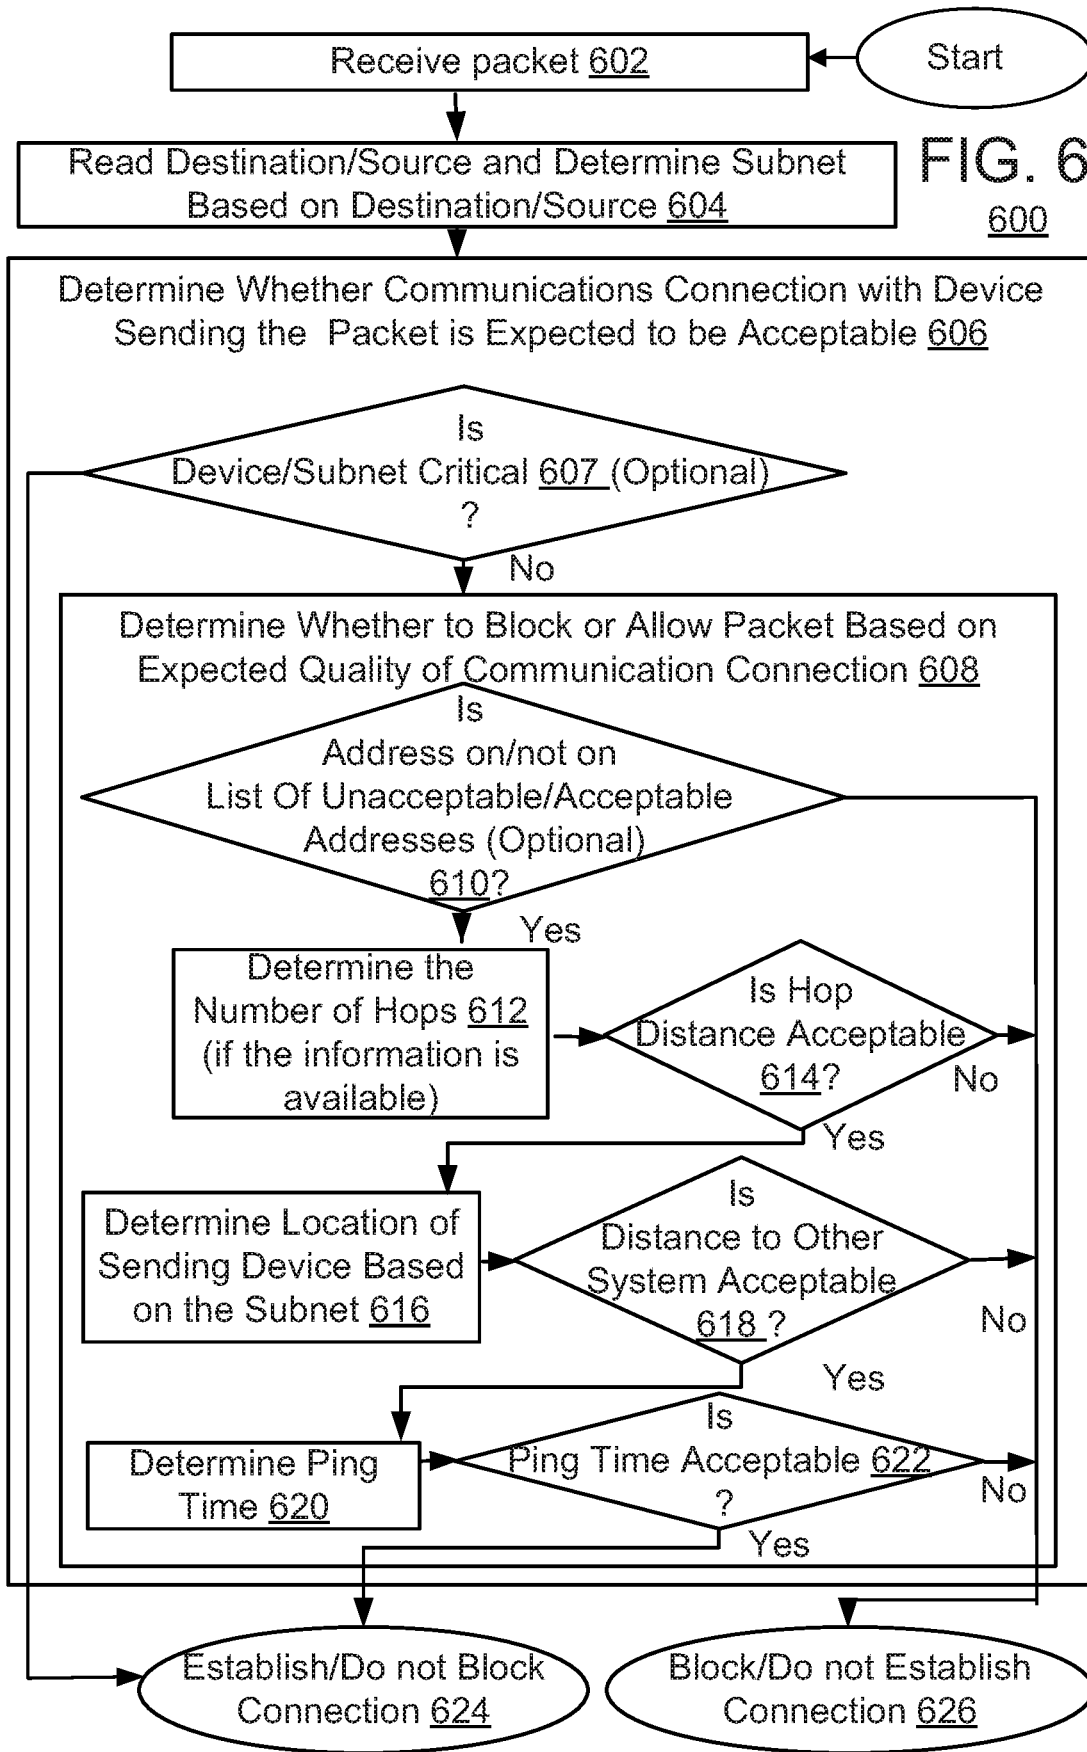 Start
Receive packet 602
FIG. 6
600
Read Destination/Source and Determine Subnet
Based on Destination/Source 604
Determine Whether Communications Connection with Device
Sending the Packet is Expected to be Acceptable 606
Is
Device/Subnet Critical 607 (Optional)
?
No
Determine Whether to Block or Allow Packet Based on
Expected Quality of Communication Connection 608
Is
Address on/not on
List Of Unacceptable/Acceptable
Addresses (Optional)
610?
Yes
Determine the
Number of Hops 612
(if the information is
available)
Is Hop
Distance Acceptable
614?
No
Yes
Determine Location of
Sending Device Based
on the Subnet 616
Is
Distance to Other
System Acceptable
618 ?
No
Yes
Determine Ping
Time 620
Is
Ping Time Acceptable 622
?
No
Yes
Establish/Do not Block
Connection 624
Block/Do not Establish
Connection 626